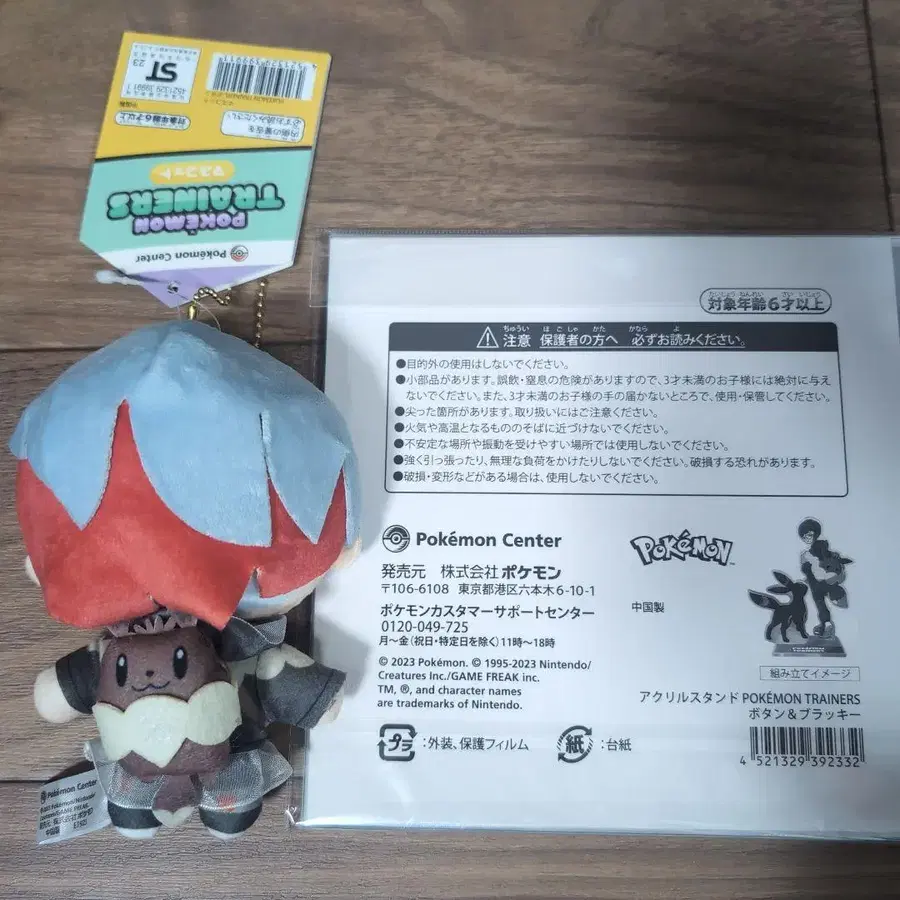 Pokémon Center
POKÉMON
TRAINERS
マスコット
対象年齢6才以上
必ずお読みください。
ST
23
対象年齢6才以上
注意 保護者の方へ 必ずお読みください。
●目的外の使用はしないでください。
●小部品があります。誤飲・窒息の危険がありますので、3才未満のお子様には絶対に与え
ないでください。また、3才未満のお子様の手の届かないところで、使用・保管してください。
●尖った箇所があります。取り扱いにはご注意ください。
●火気や高温となるもののそばに近づけないでください。
●不安定な場所や振動を受けやすい場所では使用しないでください。
●強く引っ張ったり、無理な負荷をかけたりしないでください。破損する恐れがあります。
●破損・変形などがある場合は、使用しないでください。
Pokémon Center
発売元 株式会社ポケモン
〒106-6108 東京都港区六本木6-10-1
ポケモンカスタマーサポートセンター
0120-049-725
月～金(祝日・特定日を除く)11時～18時
© 2023 Pokémon. © 1995-2023 Nintendo/
Creatures Inc./GAME FREAK inc.
TM, ®, and character names
are trademarks of Nintendo.
プラ :外装、保護フィルム
紙 :台紙
POKÉMON
中国製
組み立てイメージ
アクリルスタンド POKÉMON TRAINERS
ボタン&ブラッキー
4 521329 392332
Pokémon Center